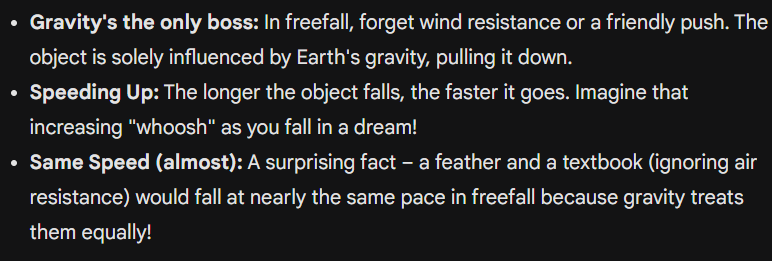 • Gravity's the only boss: In freefall, forget wind resistance or a friendly push. The
object is solely influenced by Earth's gravity, pulling it down.
• Speeding Up: The longer the object falls, the faster it goes. Imagine that
increasing "whoosh" as you fall in a dream!
• Same Speed (almost): A surprising fact – a feather and a textbook (ignoring air
resistance) would fall at nearly the same pace in freefall because gravity treats
them equally!